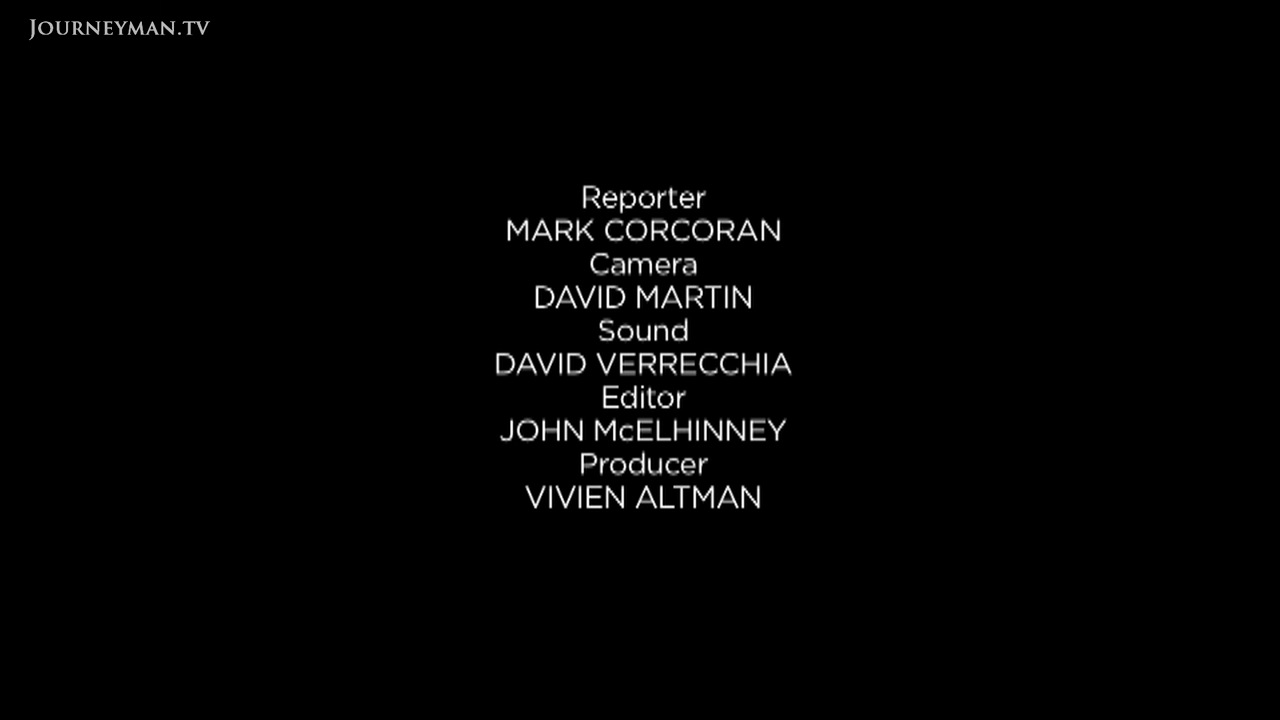 JOURNEYMAN.TV
Reporter
MARK CORCORAN
Camera
DAVID MARTIN
Sound
DAVID VERRECCHIA
Editor
JOHN McELHINNEY
Producer
VIVIEN ALTMAN